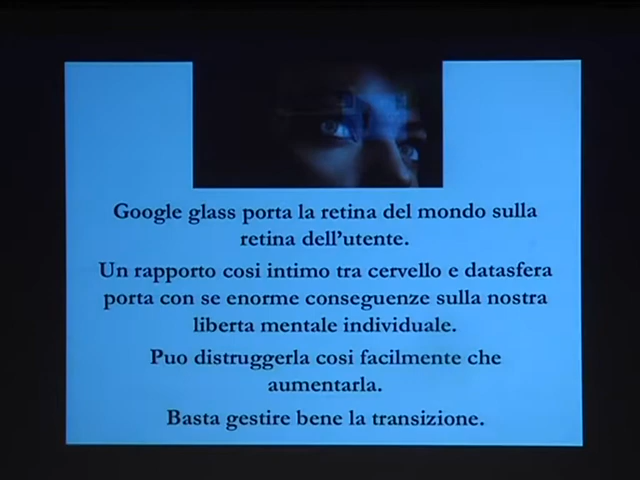 Google glass porta la retina del mondo sulla
retina dell'utente.
Un rapporto cosi intimo tra cervello e datasfera
porta con se enorme conseguenze sulla nostra
liberta mentale individuale.
Puo distruggerla cosi facilmente che
aumentarla.
Basta gestire bene la transizione.